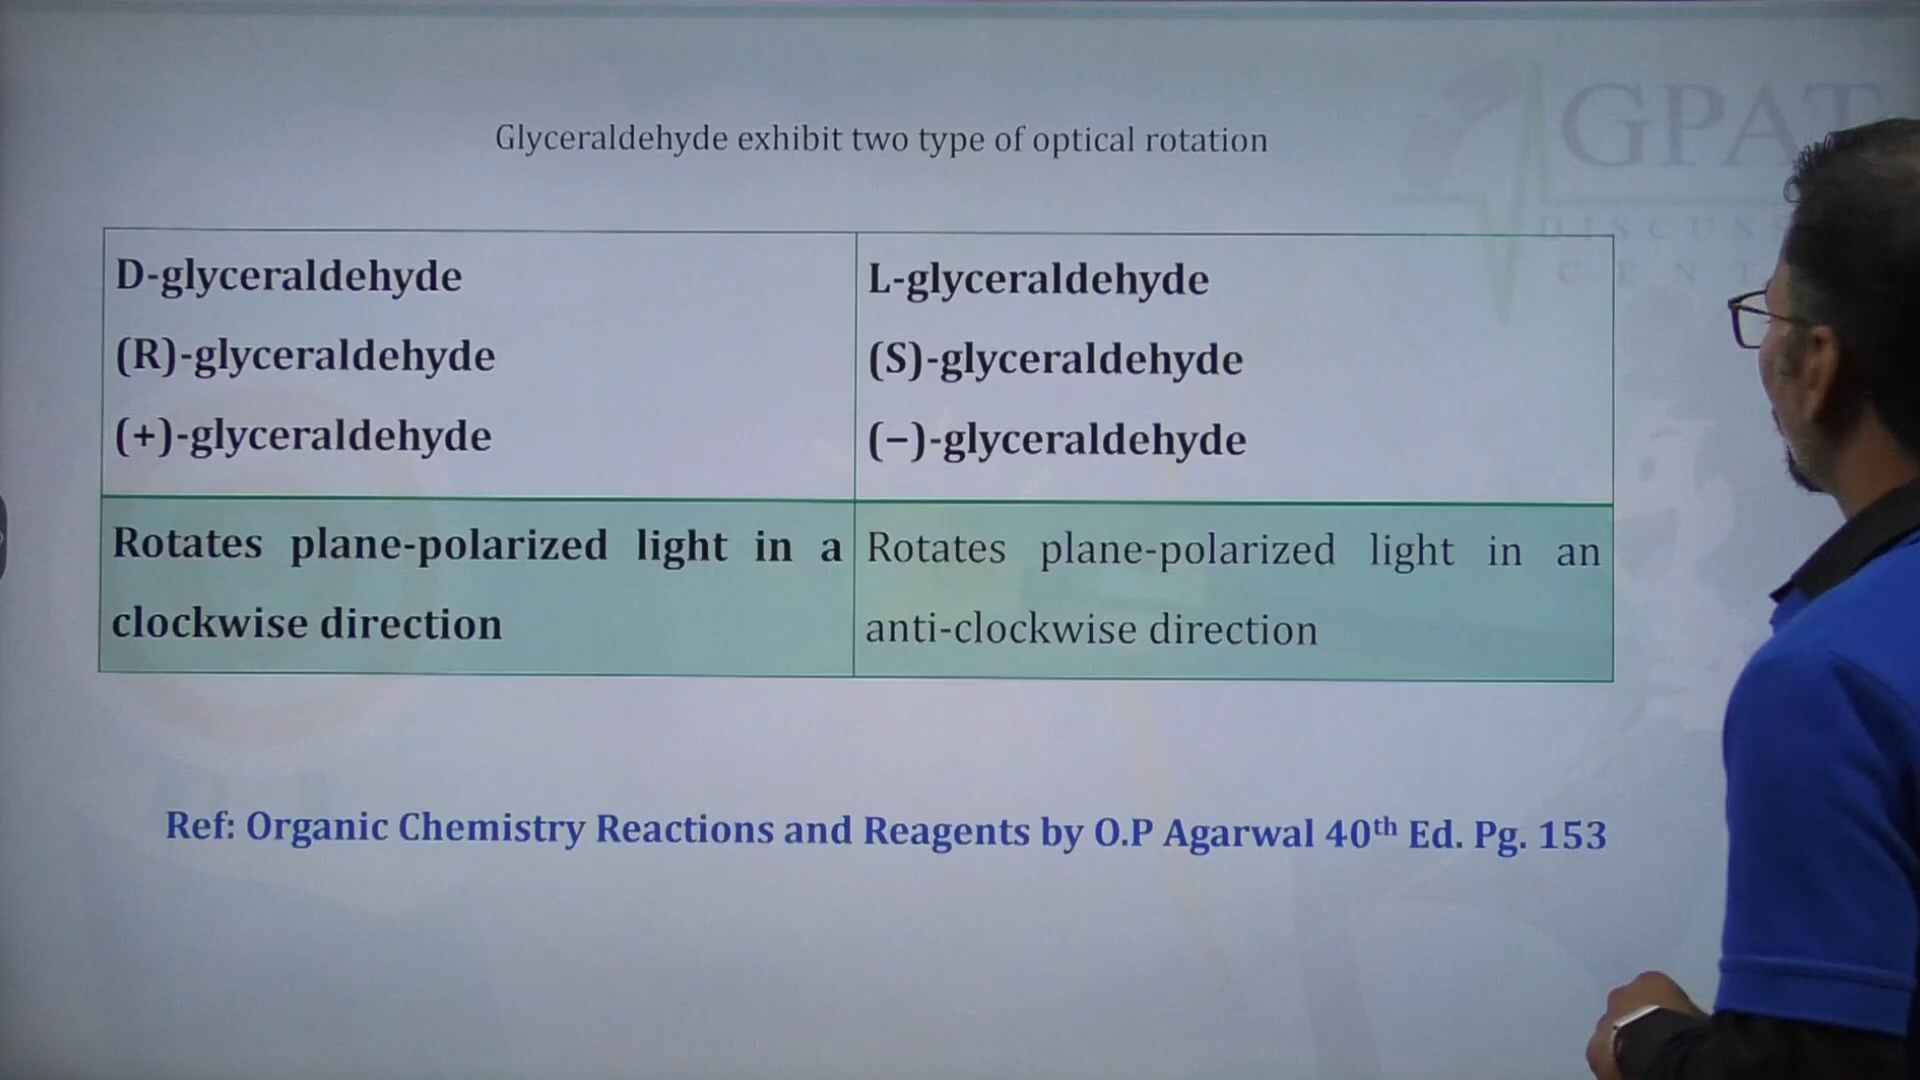 GPAT
DISCUSS
CENT
Glyceraldehyde exhibit two type of optical rotation
D-glyceraldehyde
(R)-glyceraldehyde
(+)-glyceraldehyde
L-glyceraldehyde
(S)-glyceraldehyde
(−)-glyceraldehyde
Rotates plane-polarized light in a
clockwise direction
Rotates plane-polarized light in an
anti-clockwise direction
Ref: Organic Chemistry Reactions and Reagents by O.P Agarwal 40th Ed. Pg. 153